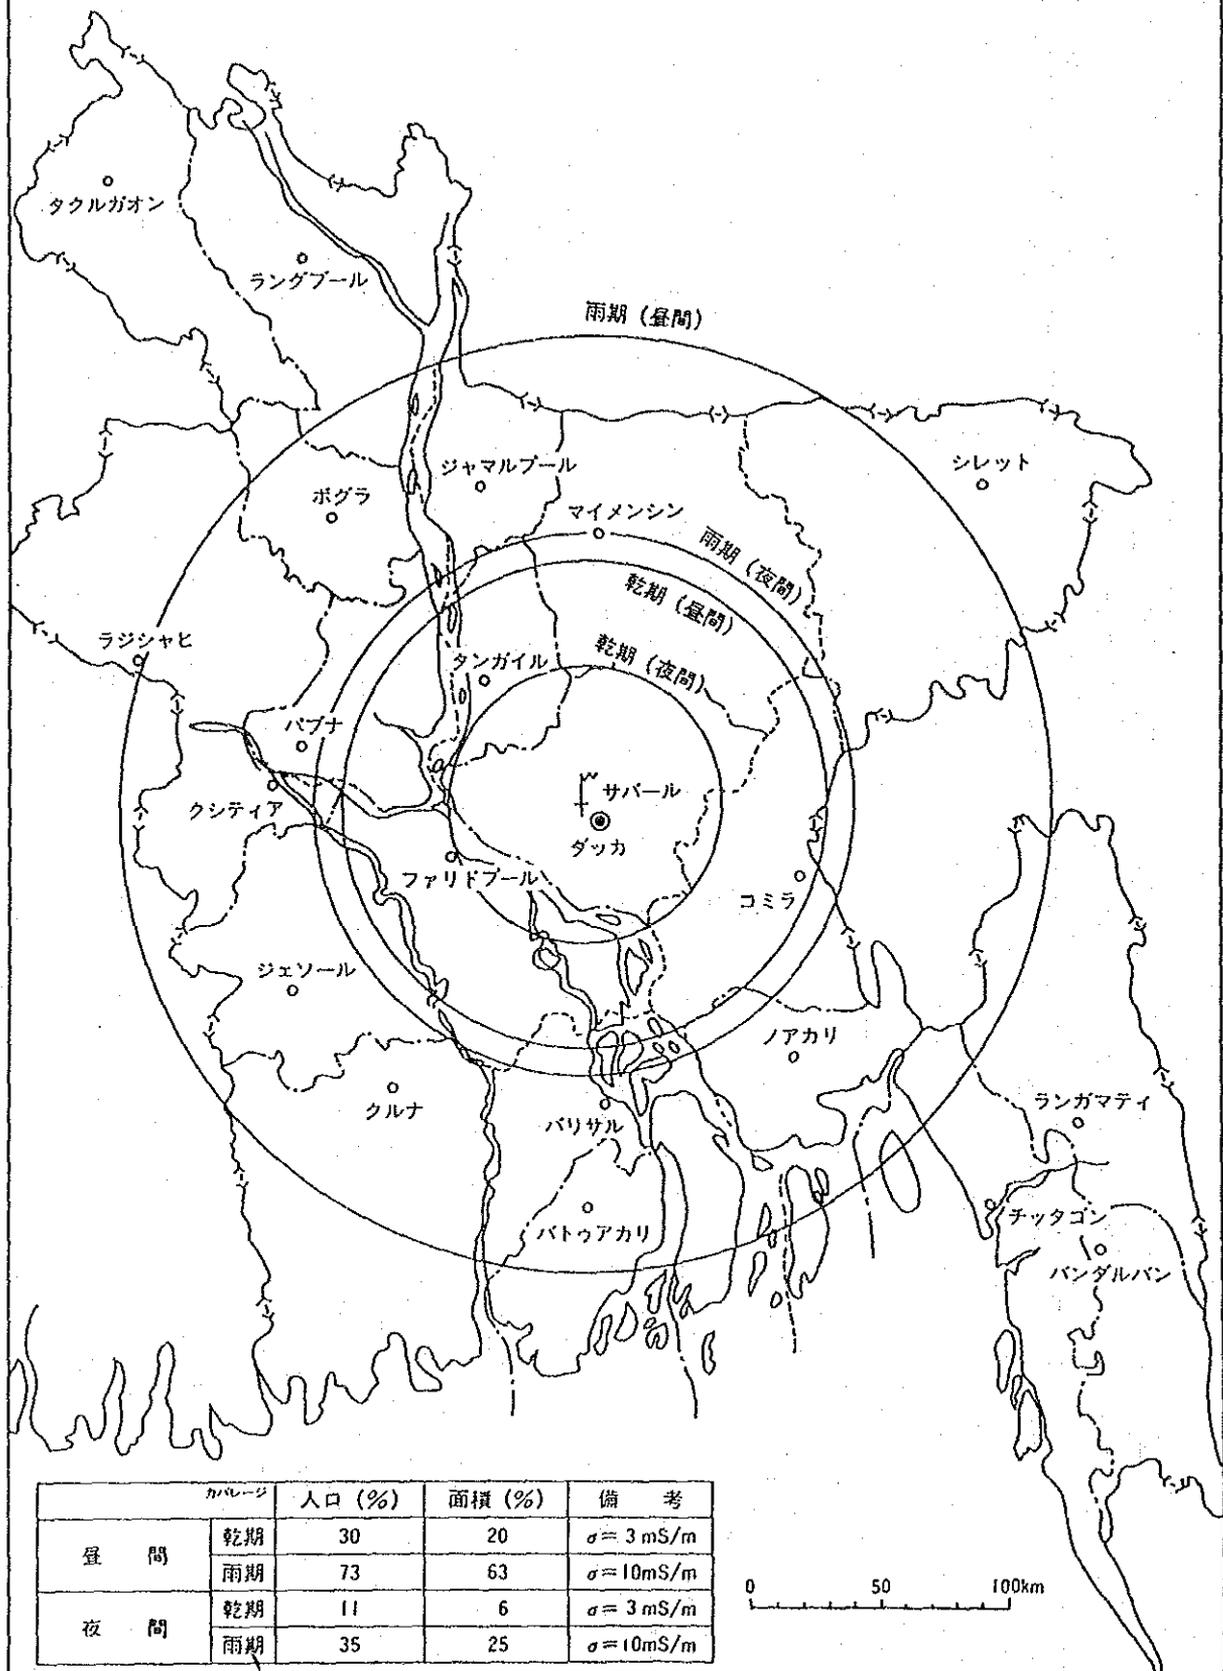 タクルガオン
ラングプール
雨期 (昼間)
ジャマルプール
シレット
ボグラ
マイメンシン
雨期 (夜間)
乾期 (昼間)
ラジシャヒ
乾期 (夜間)
タンガイル
パブナ
サバール
クシティア
ダッカ
ファリドプール
コミラ
ジェソール
ノアカリ
クルナ
バリサル
ランガマティ
パトゥアカリ
チッタゴン
バンダルバン
カバレージ 人口 (%) 面積 (%) 備 考
昼 間 乾期 30 20 σ= 3 mS/m
雨期 73 63 σ=10mS/m
夜 間 乾期 11 6 σ= 3 mS/m
雨期 35 25 σ=10mS/m
0 50 100km